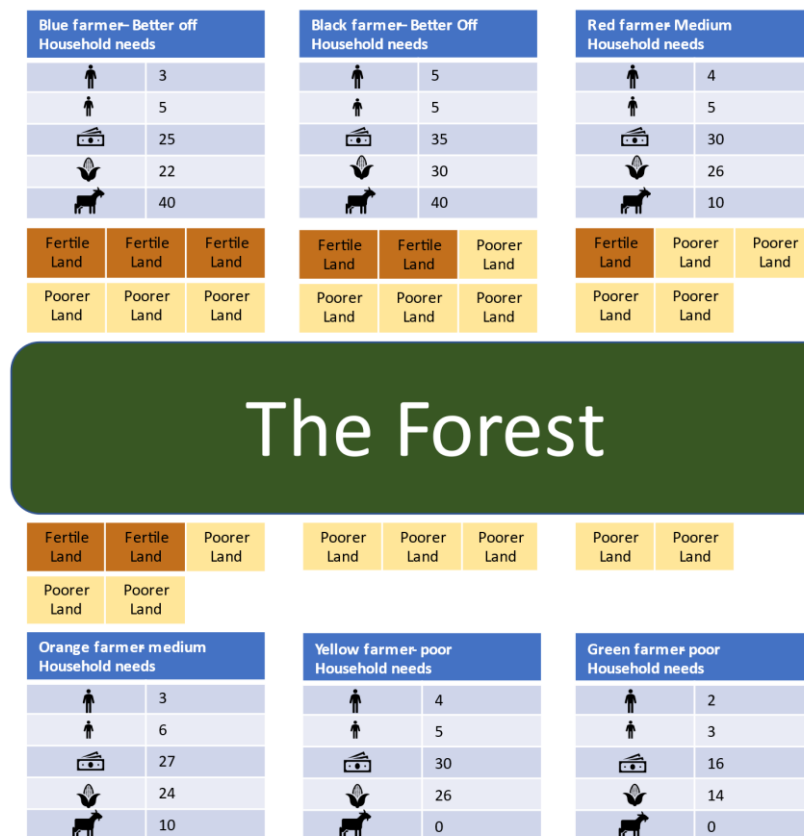 Blue farmer– Better off
Household needs
3
5
25
22
40
Black farmer– Better Off
Household needs
5
5
35
30
40
Red farmer- Medium
Household needs
4
5
30
26
10
Fertile Land
Fertile Land
Fertile Land
Poorer Land
Poorer Land
Poorer Land
Fertile Land
Fertile Land
Poorer Land
Poorer Land
Poorer Land
Poorer Land
Fertile Land
Poorer Land
Poorer Land
Poorer Land
Poorer Land
The Forest
Fertile Land
Fertile Land
Poorer Land
Poorer Land
Poorer Land
Poorer Land
Poorer Land
Poorer Land
Poorer Land
Poorer Land
Orange farmer- medium
Household needs
3
6
27
24
10
Yellow farmer- poor
Household needs
4
5
30
26
0
Green farmer- poor
Household needs
2
3
16
14
0